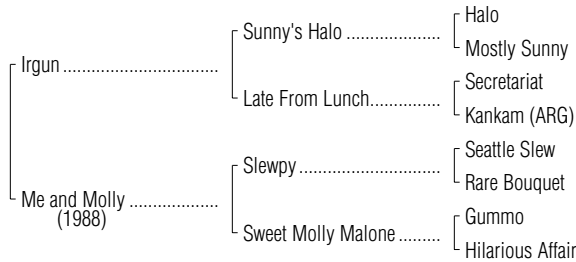 Halo
Sunny's Halo ..................
Mostly Sunny
Irgun ..............................
Secretariat
Late From Lunch..............
Kankam (ARG)
Seattle Slew
Slewpy ...........................
Rare Bouquet
Me and Molly .................
(1988)
Gummo
Sweet Molly Malone ........
Hilarious Affair